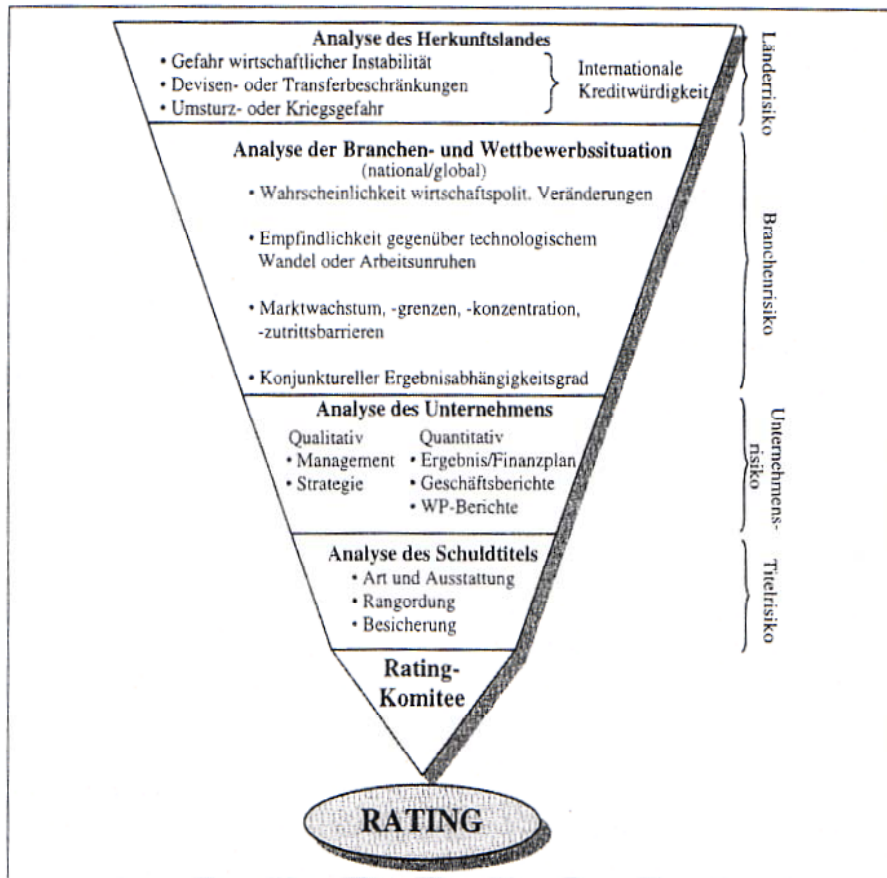 Analyse des Herkunftslandes
• Gefahr wirtschaftlicher Instabilität
• Devisen- oder Transferbeschränkungen
• Umsturz- oder Kriegsgefahr
Internationale
Kreditwürdigkeit
Länderrisiko
Analyse der Branchen- und Wettbewerbssituation
(national/global)
• Wahrscheinlichkeit wirtschaftspolit. Veränderungen
• Empfindlichkeit gegenüber technologischem
Wandel oder Arbeitsunruhen
• Marktwachstum, -grenzen, -konzentration,
-zutrittsbarrieren
• Konjunktureller Ergebnisabhängigkeitsgrad
Branchenrisiko
Analyse des Unternehmens
Qualitativ
• Management
• Strategie
Quantitativ
• Ergebnis/Finanzplan
• Geschäftsberichte
• WP-Berichte
Unternehmens-
risiko
Analyse des Schuldtitels
• Art und Ausstattung
• Rangordung
• Besicherung
Titelrisiko
Rating-
Komitee
RATING